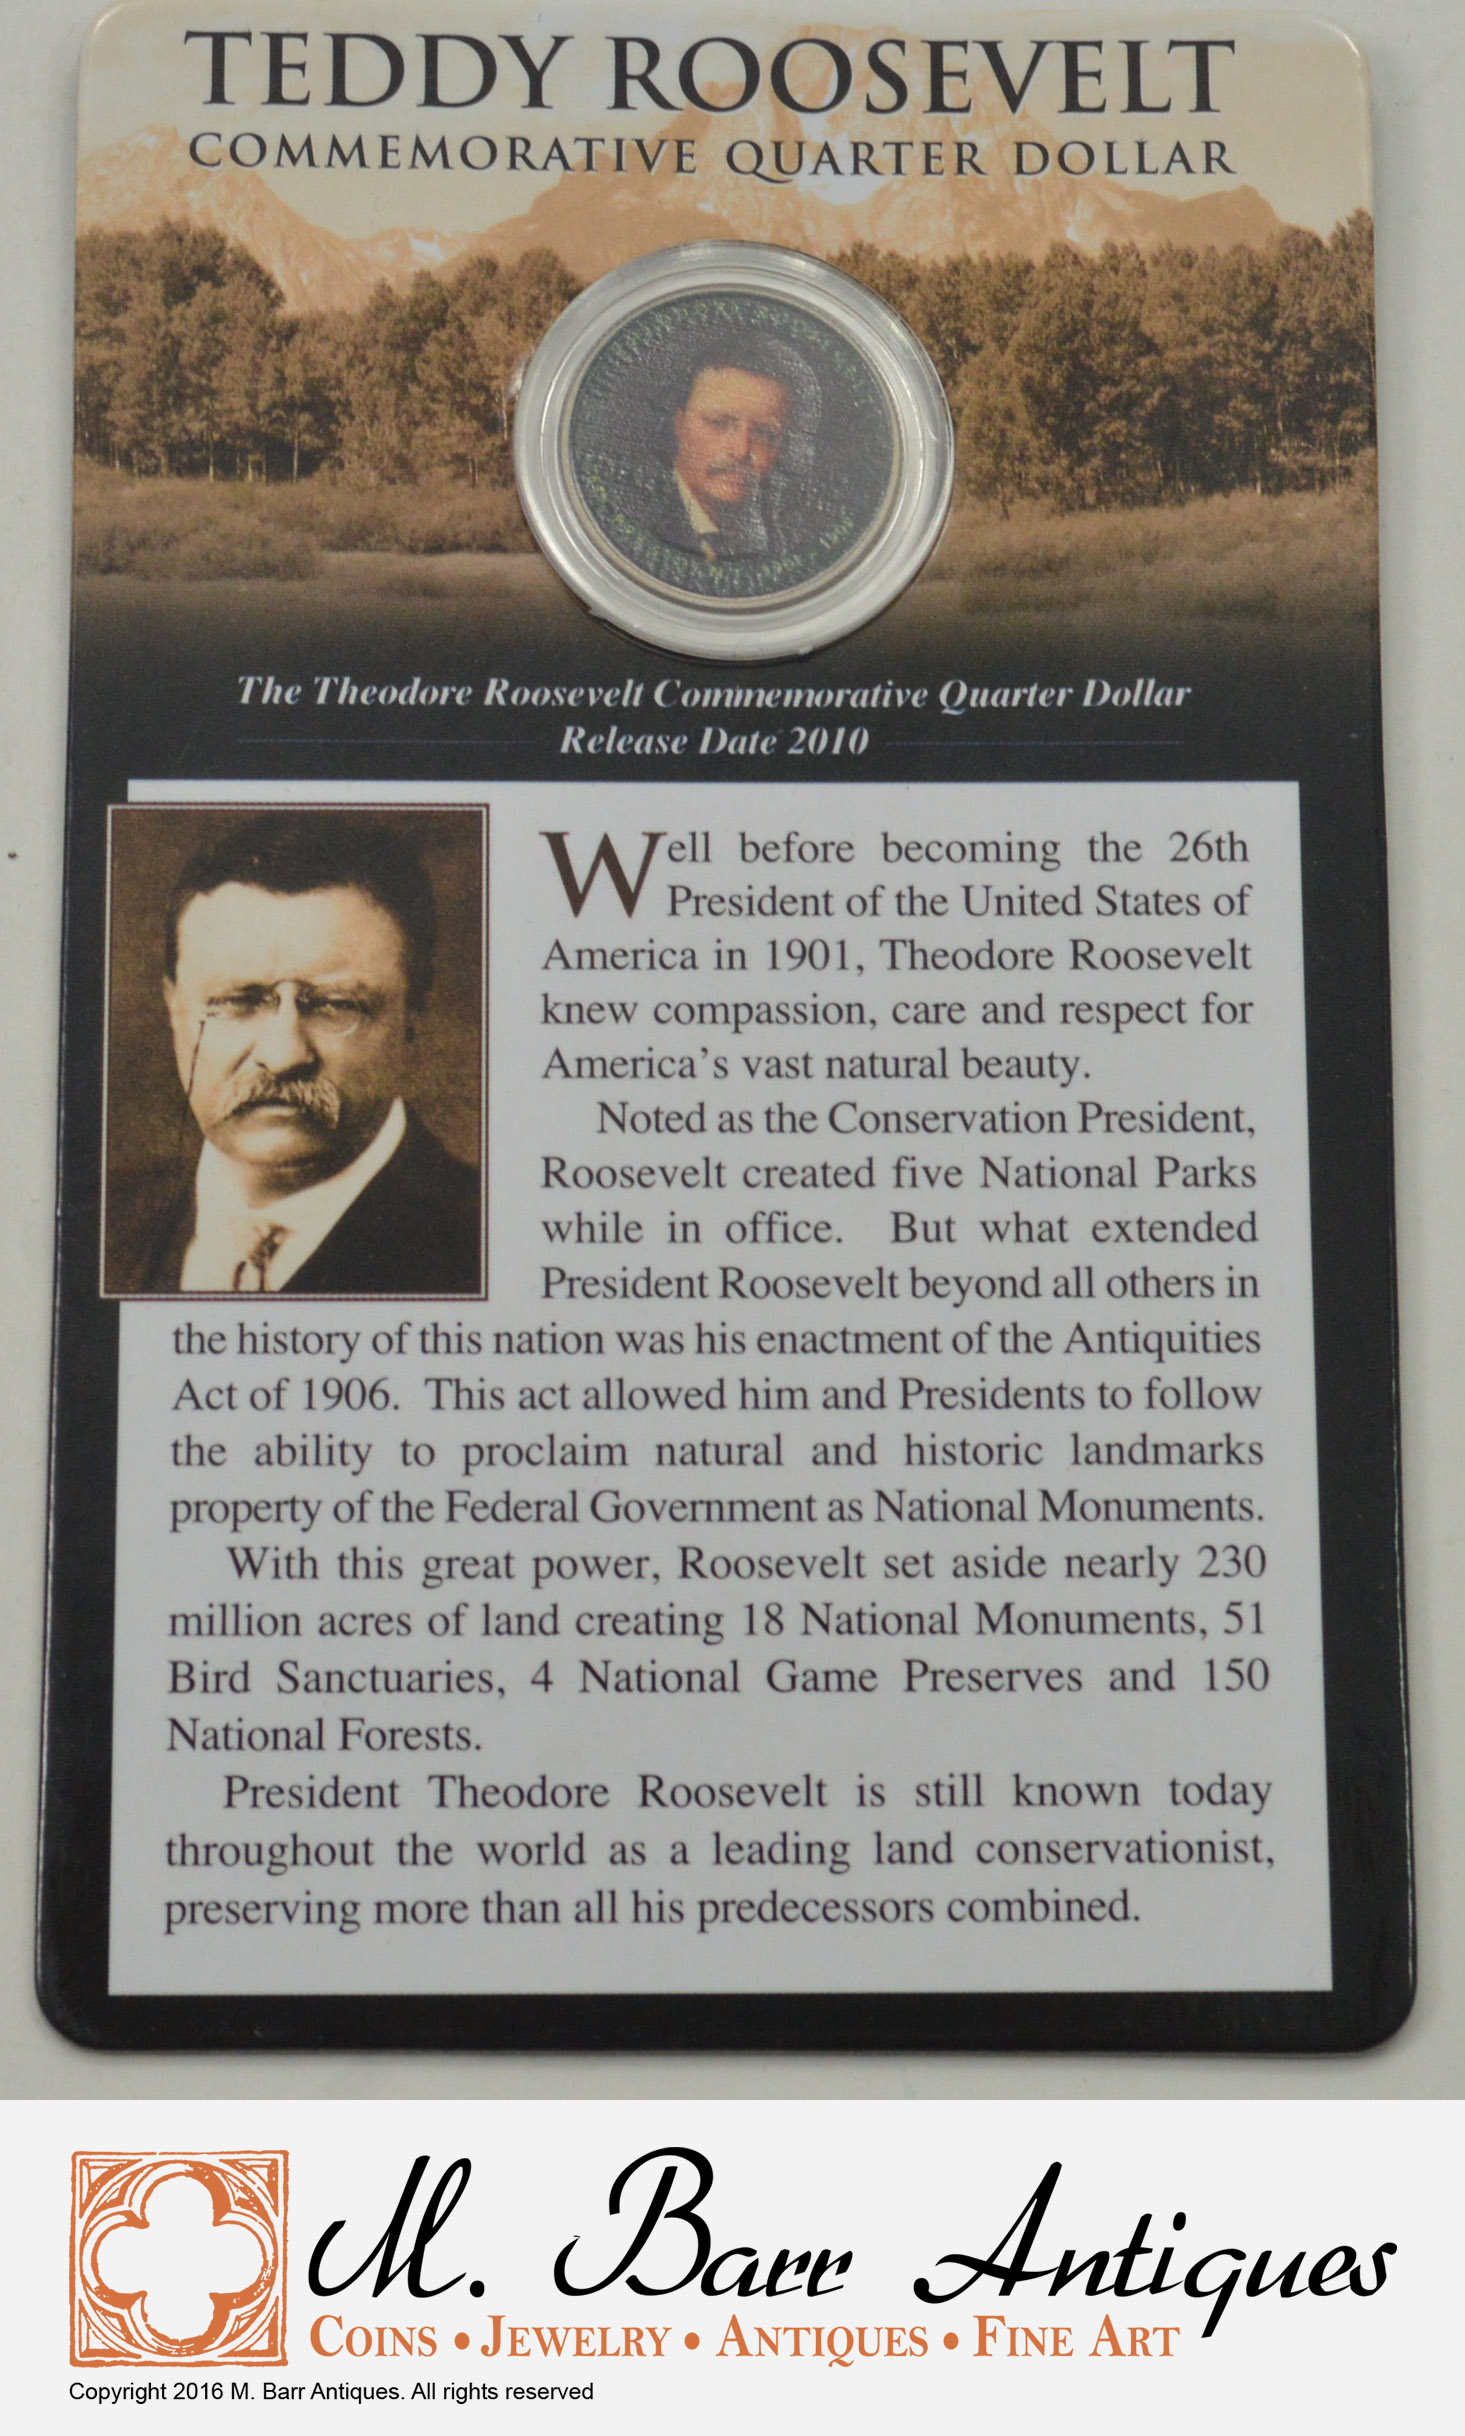 TEDDY ROOSEVELT
COMMEMORATIVE QUARTER DOLLAR
The Theodore Roosevelt Commemorative Quarter Dollar
Release Date 2010
Well before becoming the 26th
President of the United States of
America in 1901, Theodore Roosevelt
knew compassion, care and respect for
America's vast natural beauty.
Noted as the Conservation President,
Roosevelt created five National Parks
while in office. But what extended
President Roosevelt beyond all others in
the history of this nation was his enactment of the Antiquities
Act of 1906. This act allowed him and Presidents to follow
the ability to proclaim natural and historic landmarks
property of the Federal Government as National Monuments.
With this great power, Roosevelt set aside nearly 230
million acres of land creating 18 National Monuments, 51
Bird Sanctuaries, 4 National Game Preserves and 150
National Forests.
President Theodore Roosevelt is still known today
throughout the world as a leading land conservationist,
preserving more than all his predecessors combined.
M. Barr Antiques
COINS • JEWELRY • ANTIQUES • FINE ART
Copyright 2016 M. Barr Antiques. All rights reserved